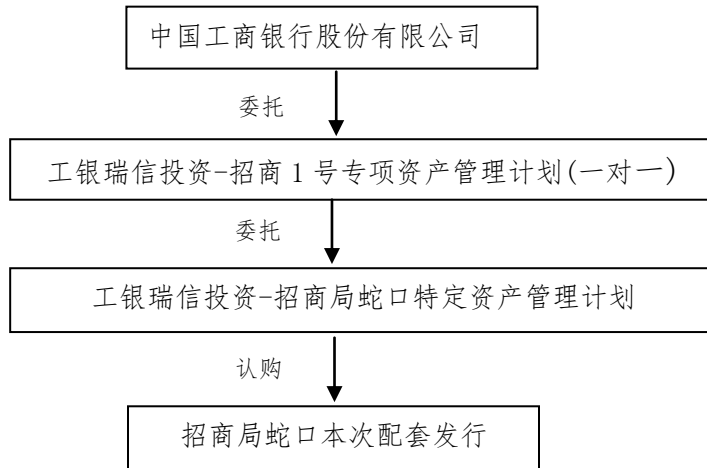 中国工商银行股份有限公司
委托
工银瑞信投资-招商1号专项资产管理计划(一对一)
委托
工银瑞信投资-招商局蛇口特定资产管理计划
认购
招商局蛇口本次配套发行